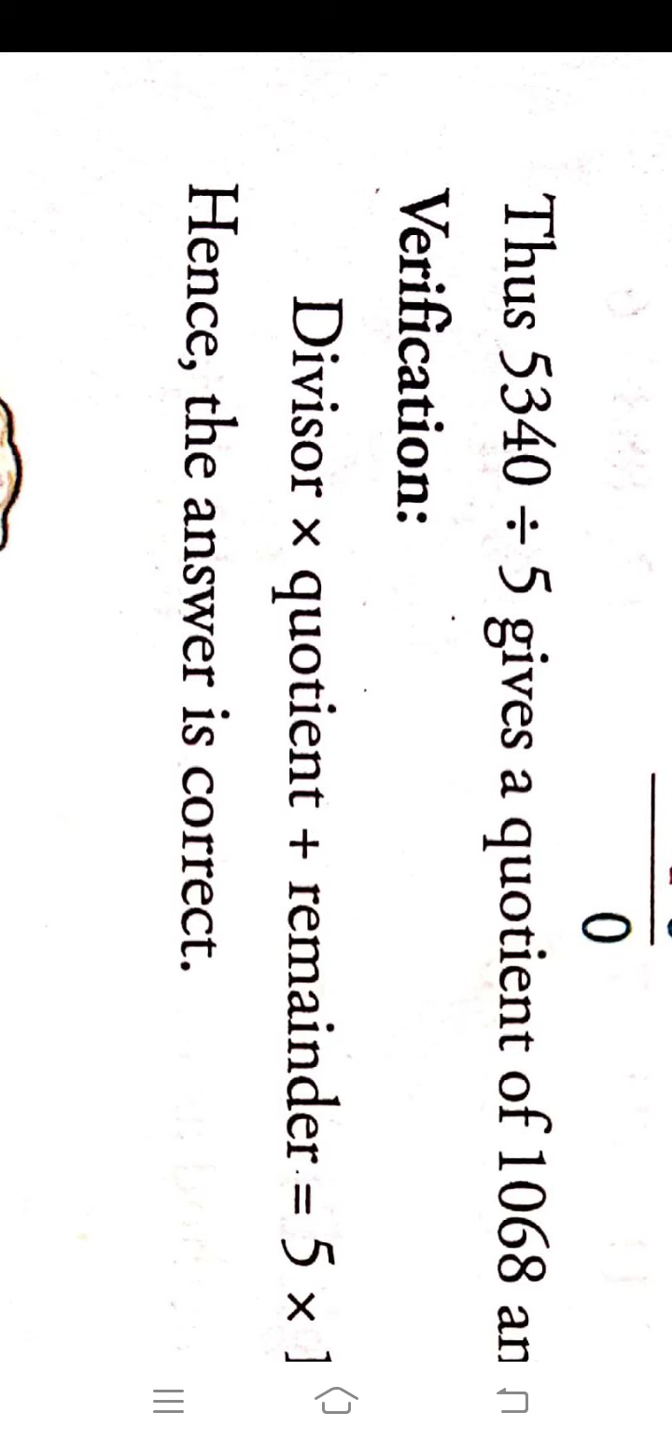 0
Thus 5340 ÷ 5 gives a quotient of 1068 an
Verification:
Divisor × quotient + remainder = 5 ×
Hence, the answer is correct.